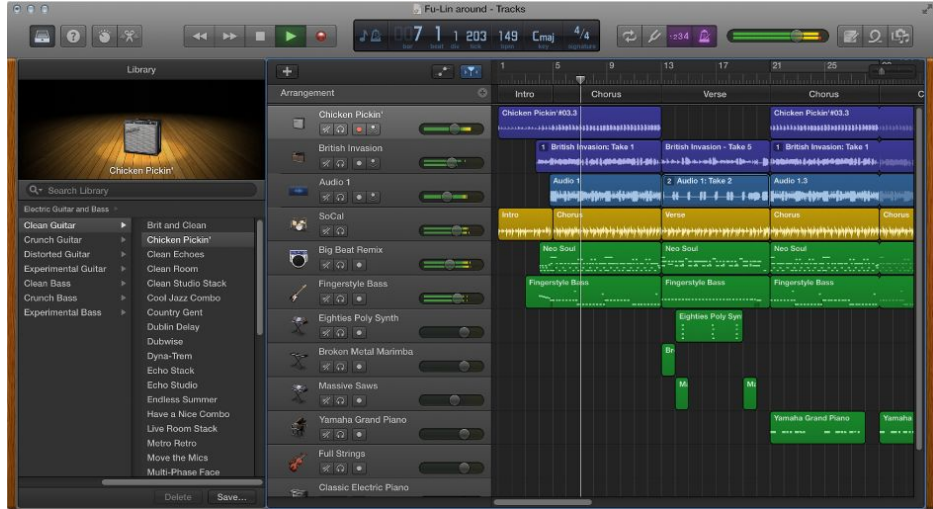 Fu-Lin around - Tracks
007 1 1 203 149 Cmaj 4/4
bar beat div tick bpm key signature
1234
Library
Chicken Pickin'
Search Library
Electric Guitar and Bass
Clean Guitar
Crunch Guitar
Distorted Guitar
Experimental Guitar
Clean Bass
Crunch Bass
Experimental Bass
Brit and Clean
Chicken Pickin'
Clean Echoes
Clean Room
Clean Studio Stack
Cool Jazz Combo
Country Gent
Dublin Delay
Dubwise
Dyna-Trem
Echo Stack
Echo Studio
Endless Summer
Have a Nice Combo
Live Room Stack
Metro Retro
Move the Mics
Multi-Phase Face
Delete Save...
1 5 9 13 17 21 25
Arrangement
Intro Chorus Verse Chorus C
Chicken Pickin'
Chicken Pickin'#03.3 Chicken Pickin'#03.3
British Invasion
1 British Invasion: Take 1 British Invasion - Take 5 1 British Invasion: Take 1
Audio 1
Audio 1 2 Audio 1: Take 2 Audio 1.3
SoCal
Intro Chorus Verse Chorus Chorus
Big Beat Remix
Neo Soul Neo Soul Neo Soul
Fingerstyle Bass
Fingerstyle Bass Fingerstyle Bass Fingerstyle Bass
Eighties Poly Synth
Eighties Poly Syn
Broken Metal Marimba
Br
Massive Saws
Ma Ma
Yamaha Grand Piano
Yamaha Grand Piano Yamaha
Full Strings
Classic Electric Piano